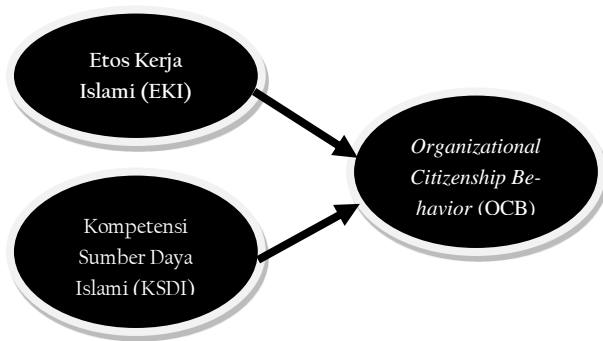 Etos Kerja
Islami (EKI)
Organizational
Citizenship Be-
havior (OCB)
Kompetensi
Sumber Daya
Islami (KSDI)